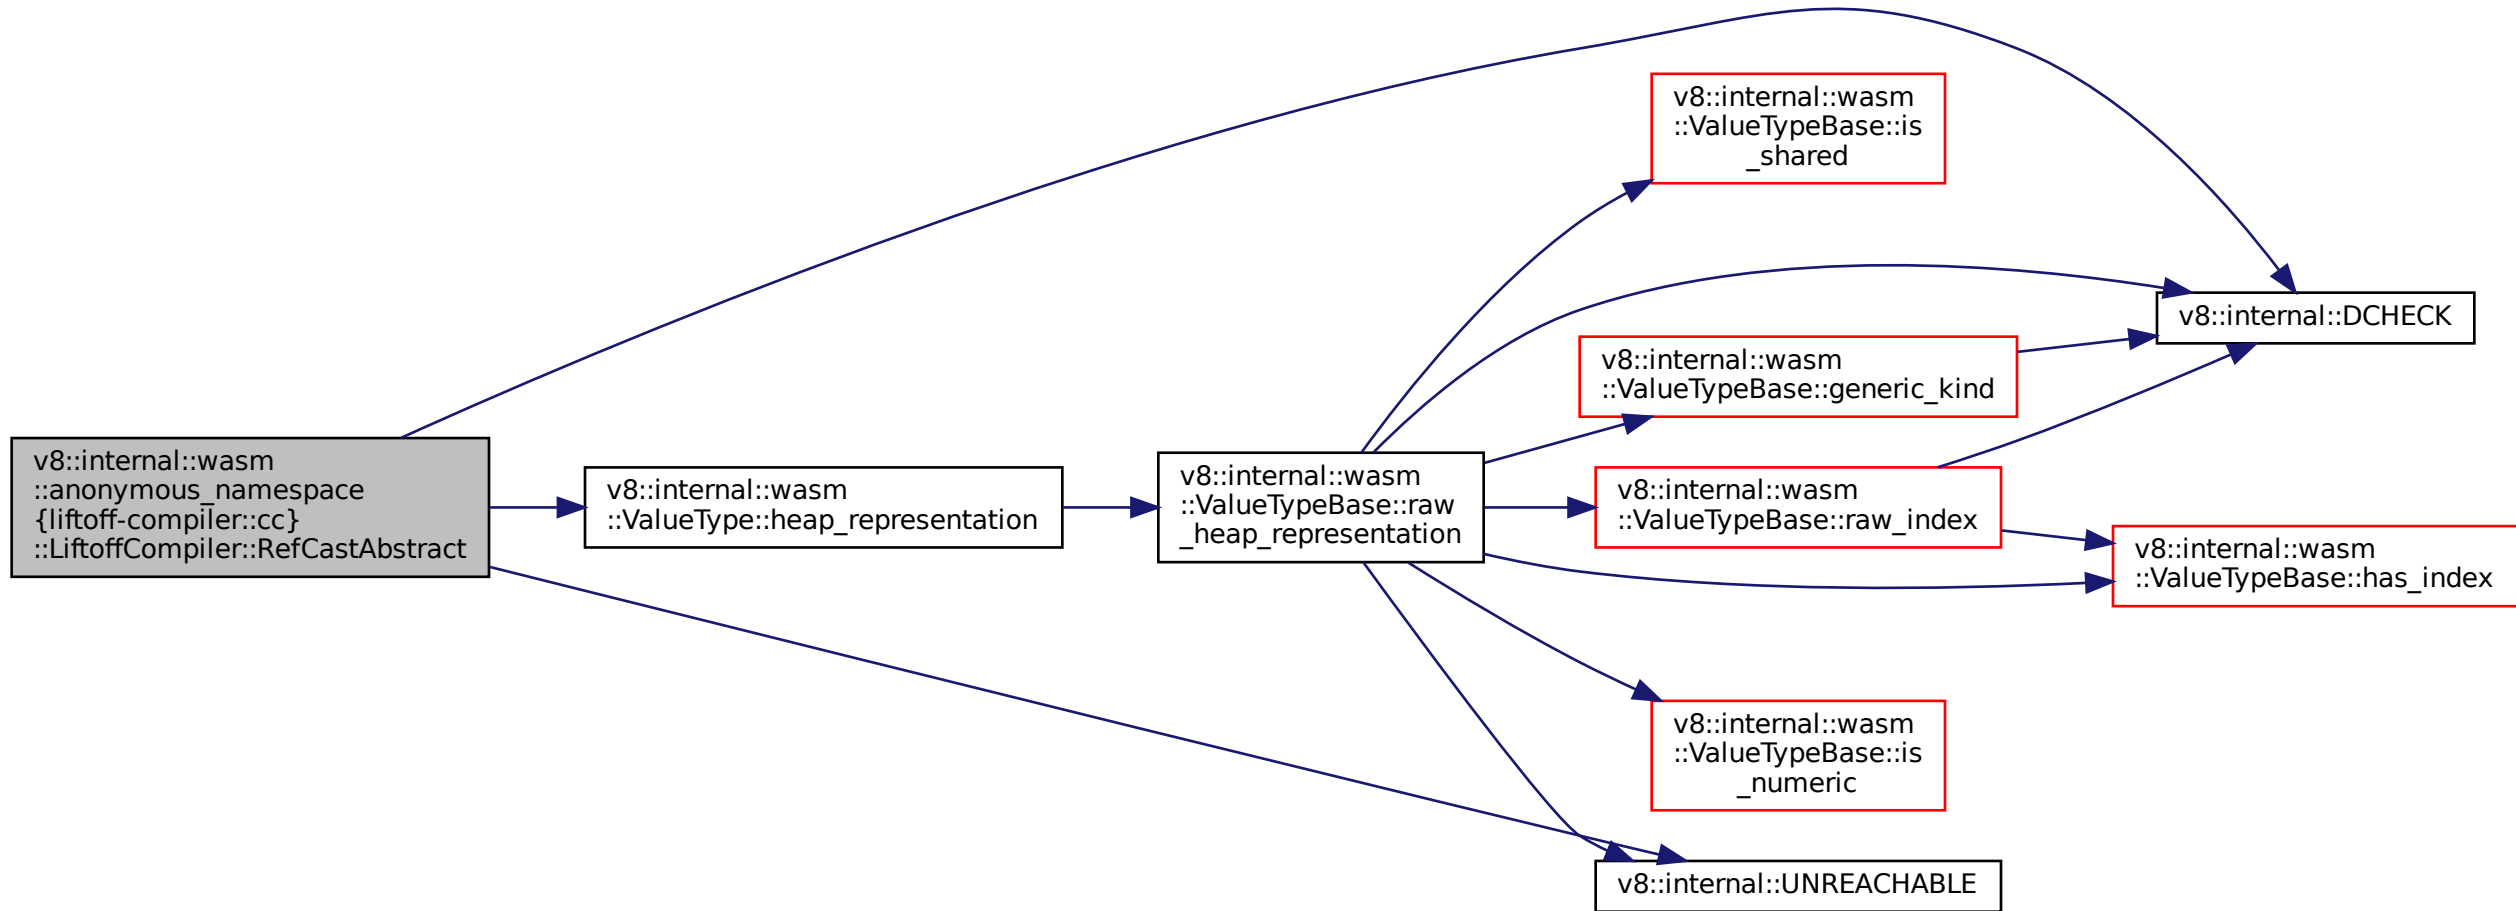 v8::internal::wasm
::anonymous_namespace
{liftoff-compiler::cc}
::LiftoffCompiler::RefCastAbstract
v8::internal::wasm
::ValueType::heap_representation
v8::internal::wasm
::ValueTypeBase::raw
_heap_representation
v8::internal::wasm
::ValueTypeBase::is
_shared
v8::internal::wasm
::ValueTypeBase::generic_kind
v8::internal::wasm
::ValueTypeBase::raw_index
v8::internal::wasm
::ValueTypeBase::is
_numeric
v8::internal::UNREACHABLE
v8::internal::DCHECK
v8::internal::wasm
::ValueTypeBase::has_index